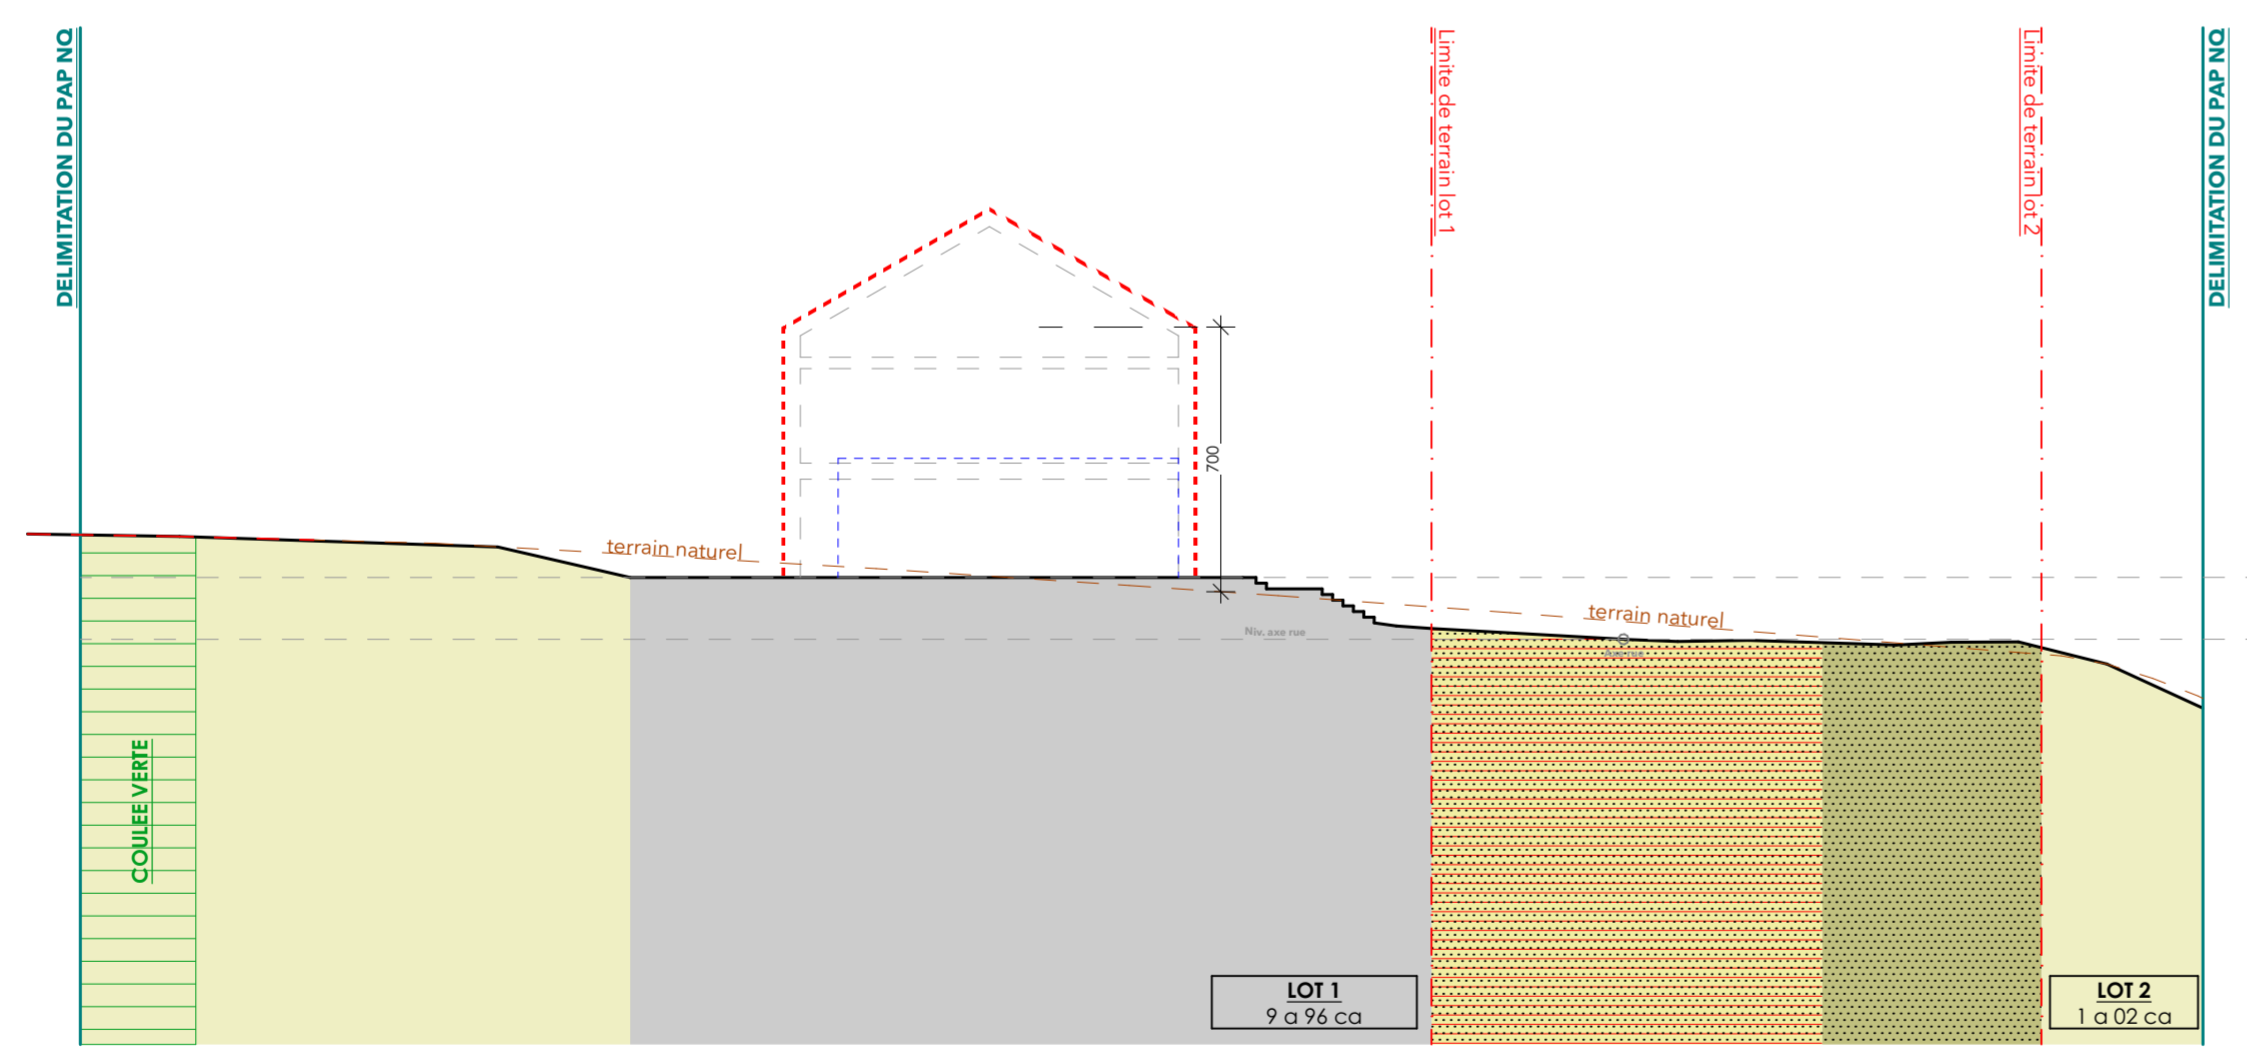 DELIMITATION DU PAP NQ
Limite de terrain lot 1
Limite de terrain lot 2
DELIMITATION DU PAP NQ
700
terrain naturel
terrain naturel
Niv. axe rue
Axe rue
COULEE VERTE
LOT 1
9 a 96 ca
LOT 2
1 a 02 ca